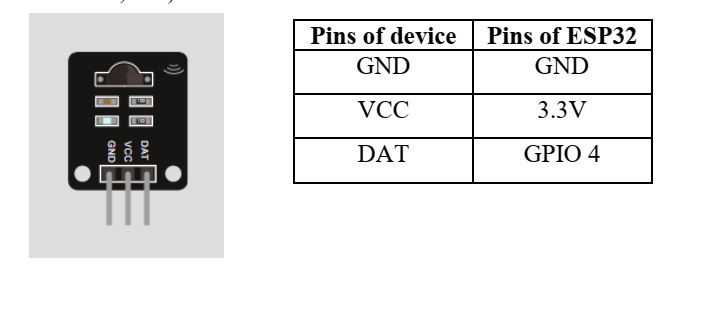 Pins of device Pins of ESP32
GND GND
VCC 3.3V
DAT GPIO 4
GND
VCC
DAT